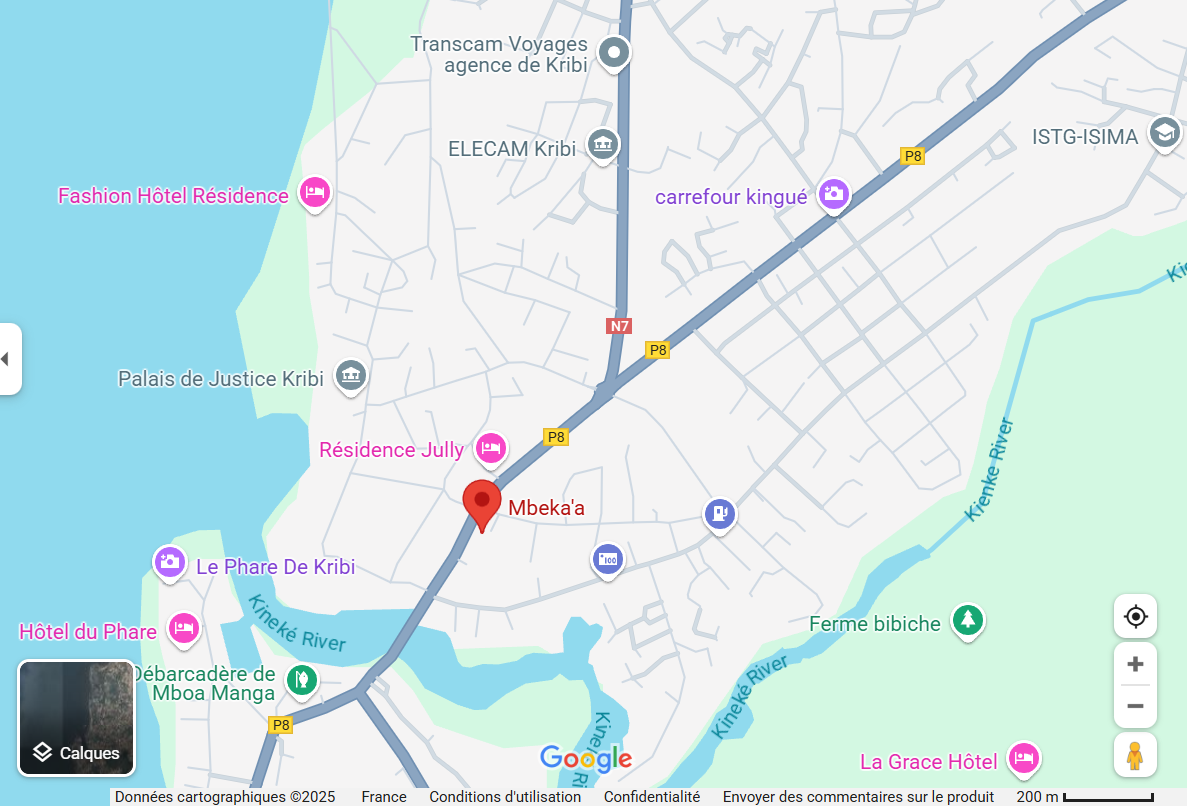 Transcam Voyages
agence de Kribi
ELECAM Kribi
ISTG-ISIMA
P8
Fashion Hôtel Résidence
carrefour kingué
N7
P8
Palais de Justice Kribi
P8
Résidence Jully
Kienke River
Mbeka'a
100
Le Phare De Kribi
Kineké River
Hôtel du Phare
Ferme bibiche
Débarcadère de
Mboa Manga
Kineké River
P8
Google
La Grace Hôtel
Calques
Données cartographiques ©2025 France Conditions d'utilisation Confidentialité Envoyer des commentaires sur le produit 200 m